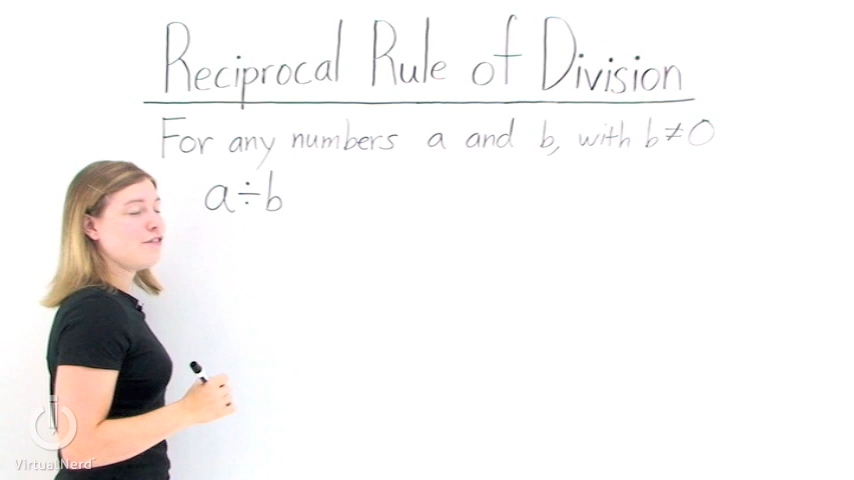 Reciprocal Rule of Division
For any numbers a and b, with b≠0
a÷b
VirtualNerd